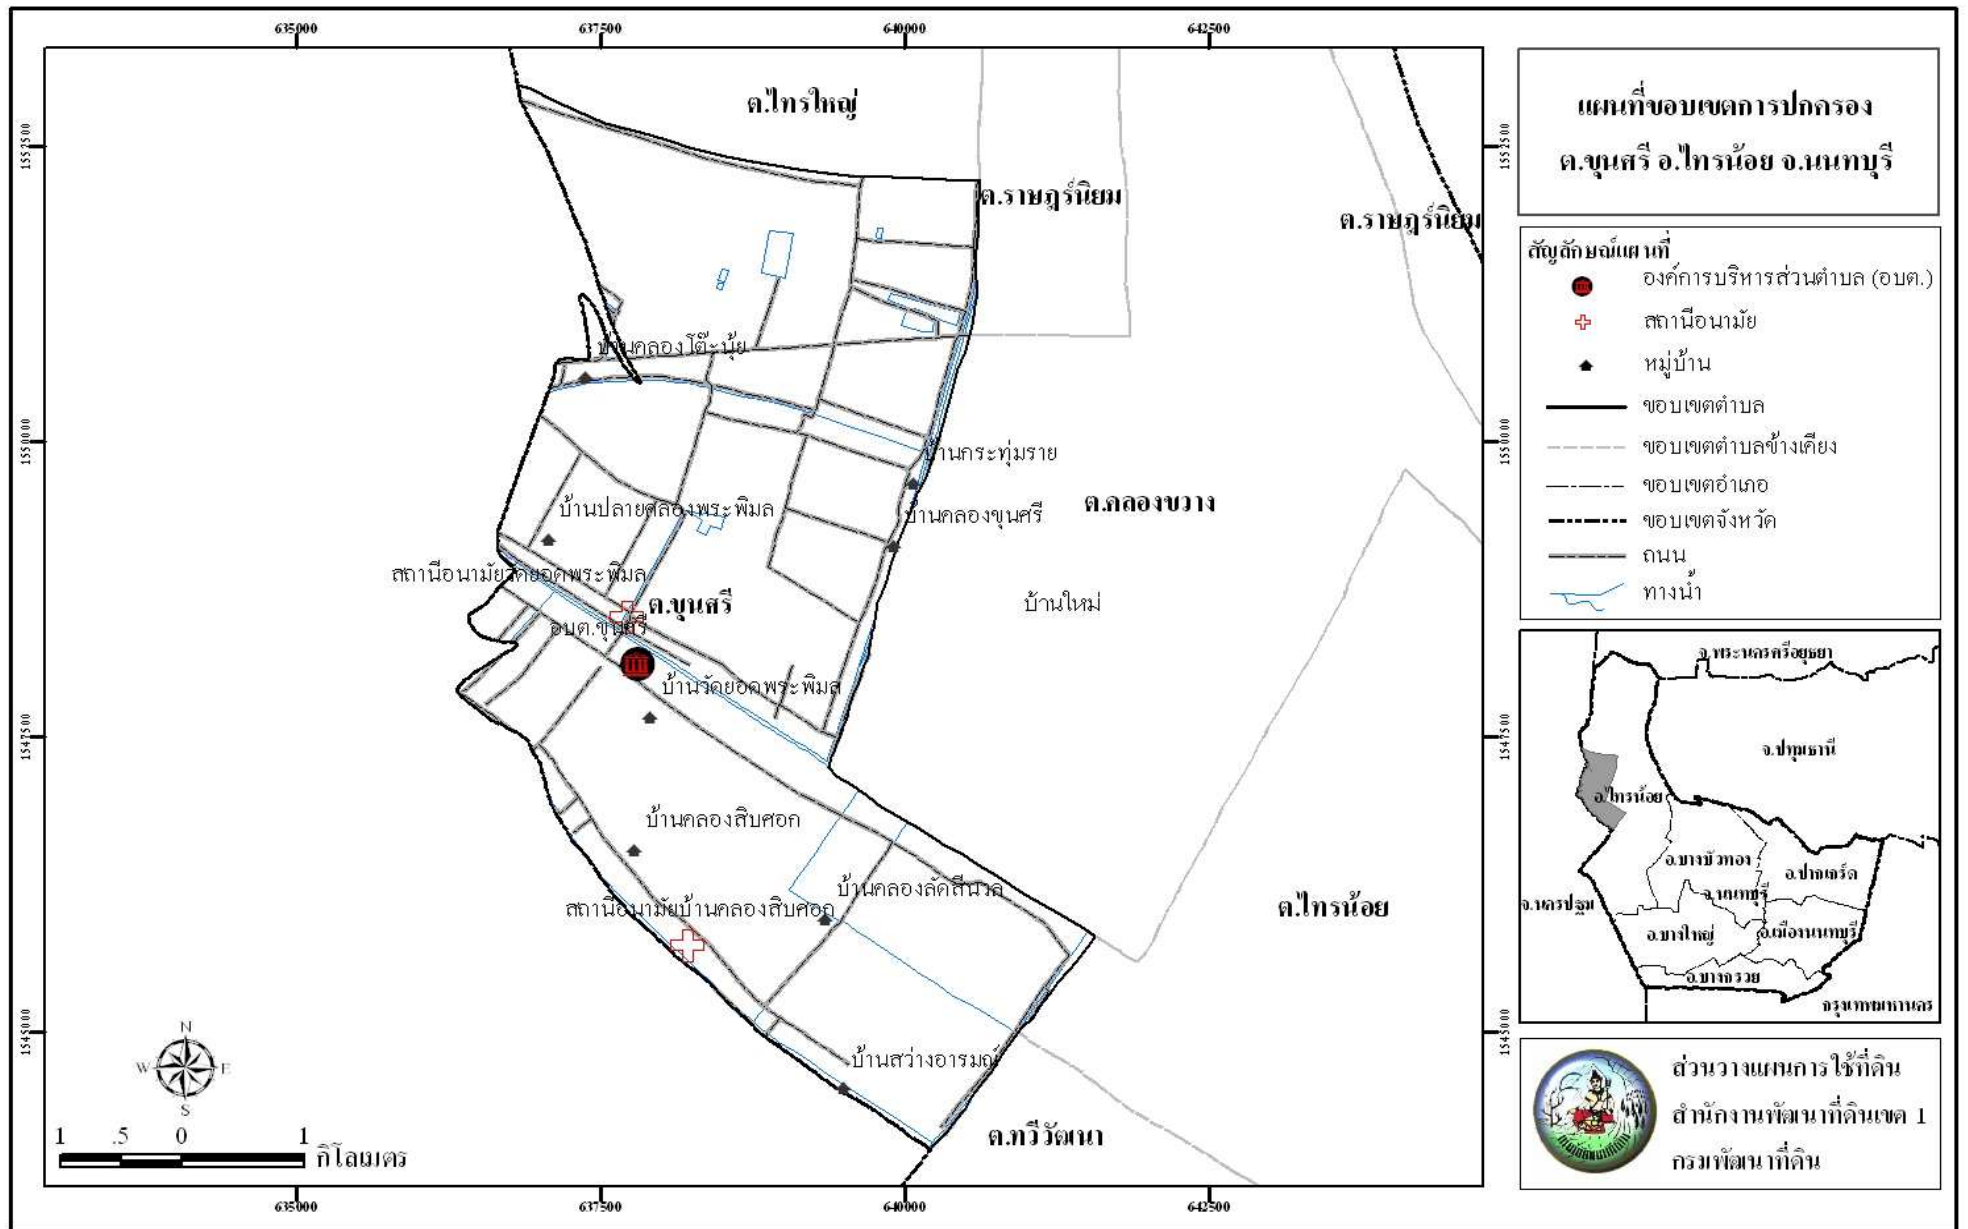 635000 637500 640000 642500
1552500
1550000
1547500
1545000
ต.ไทรใหญ่
ต.ราษฎร์นิยม
ต.ราษฎร์นิยม
บ้านคลองโต๊ะนุ้ย
บ้านกระทุ่มราย
บ้านปลายคลองพระพิมล
บ้านคลองขุนศรี
ต.คลองขวาง
สถานีอนามัยวัดยอดพระพิมล
ต.ขุนศรี
บ้านใหม่
อบต.ขุนศรี
บ้านวัดยอดพระพิมล
บ้านคลองสิบศอก
บ้านคลองลัดสีนวล
สถานีอนามัยบ้านคลองสิบศอก
ต.ไทรน้อย
บ้านสว่างอารมณ์
ต.ทวีวัฒนา
N
W E
S
1 .5 0 1
กิโลเมตร
1552500
1550000
1547500
1545000
635000 637500 640000 642500
แผนที่ขอบเขตการปกครอง
ต.ขุนศรี อ.ไทรน้อย จ.นนทบุรี
สัญลักษณ์แผนที่
องค์การบริหารส่วนตำบล (อบต.)
สถานีอนามัย
หมู่บ้าน
ขอบเขตตำบล
ขอบเขตตำบลข้างเคียง
ขอบเขตอำเภอ
ขอบเขตจังหวัด
ถนน
ทางน้ำ
จ.พระนครศรีอยุธยา
จ.ปทุมธานี
อ.ไทรน้อย
อ.บางบัวทอง
อ.ปากเกร็ด
จ.นนทบุรี
จ.นครปฐม
อ.บางใหญ่
อ.เมืองนนทบุรี
อ.บางกรวย
กรุงเทพมหานคร
ส่วนวางแผนการใช้ที่ดิน
สำนักงานพัฒนาที่ดินเขต 1
กรมพัฒนาที่ดิน